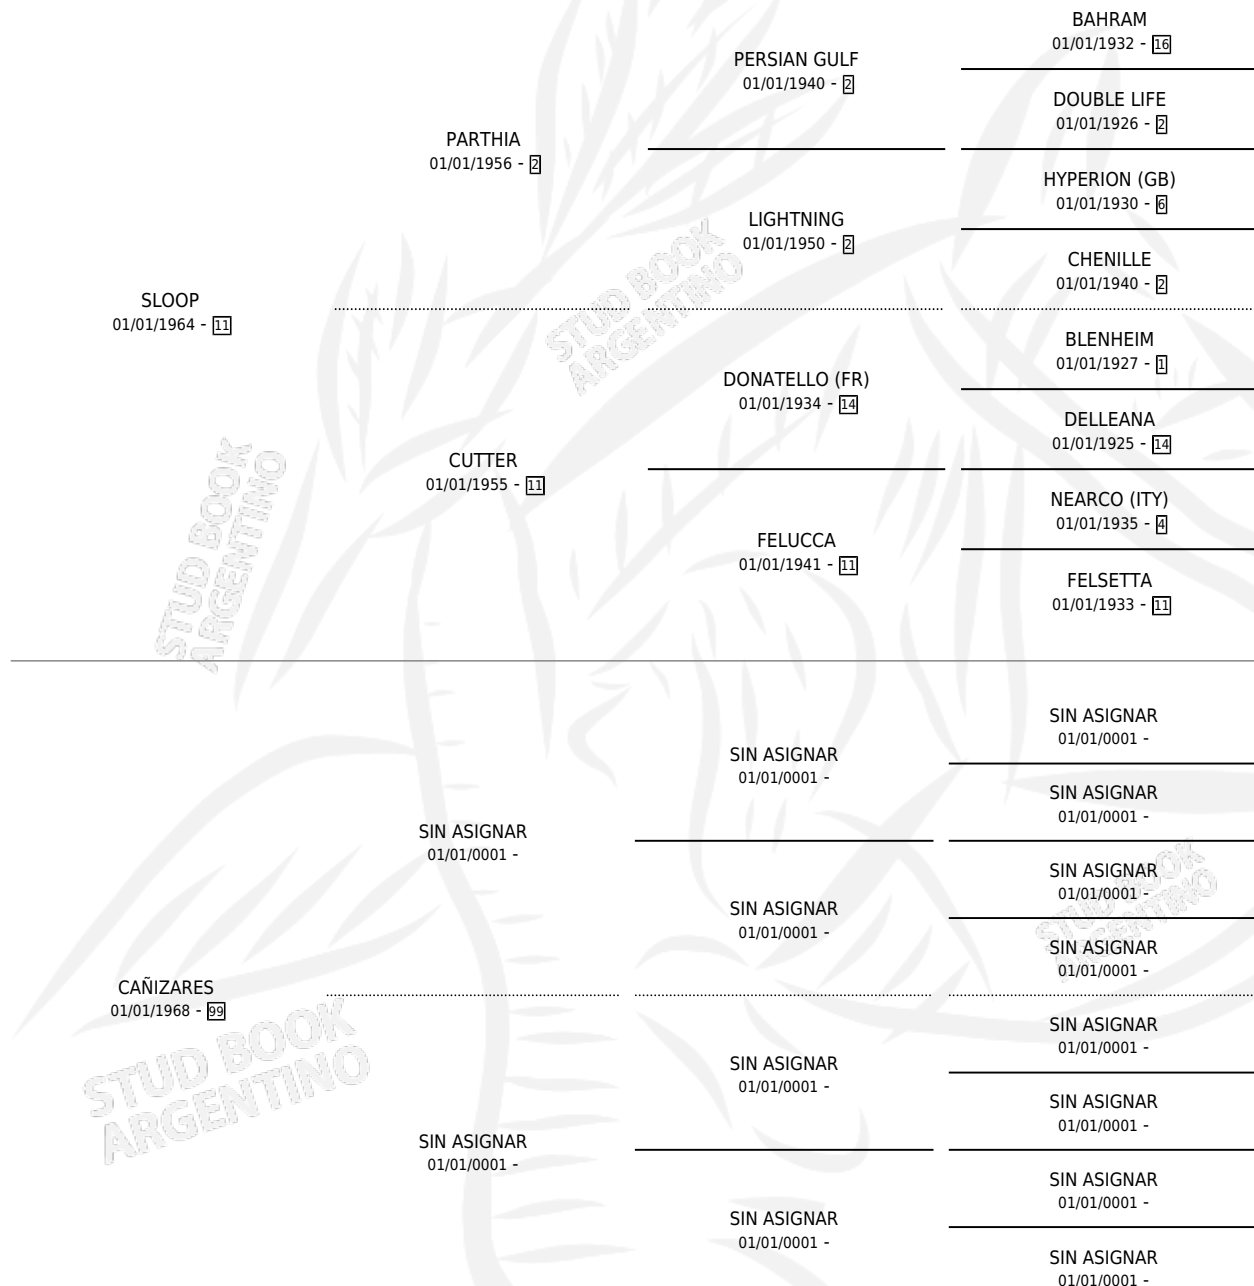 BAHRAM
01/01/1932 - 16
PERSIAN GULF
01/01/1940 - 2
DOUBLE LIFE
01/01/1926 - 2
PARTHIA
01/01/1956 - 2
HYPERION (GB)
01/01/1930 - 6
LIGHTNING
01/01/1950 - 2
CHENILLE
01/01/1940 - 2
SLOOP
01/01/1964 - 11
BLENHEIM
01/01/1927 - 1
DONATELLO (FR)
01/01/1934 - 14
DELLEANA
01/01/1925 - 14
CUTTER
01/01/1955 - 11
NEARCO (ITY)
01/01/1935 - 4
FELUCCA
01/01/1941 - 11
FELSETTA
01/01/1933 - 11
SIN ASIGNAR
01/01/0001 -
SIN ASIGNAR
01/01/0001 -
SIN ASIGNAR
01/01/0001 -
SIN ASIGNAR
01/01/0001 -
SIN ASIGNAR
01/01/0001 -
SIN ASIGNAR
01/01/0001 -
SIN ASIGNAR
01/01/0001 -
CAÑIZARES
01/01/1968 - 99
SIN ASIGNAR
01/01/0001 -
SIN ASIGNAR
01/01/0001 -
SIN ASIGNAR
01/01/0001 -
SIN ASIGNAR
01/01/0001 -
SIN ASIGNAR
01/01/0001 -
SIN ASIGNAR
01/01/0001 -
SIN ASIGNAR
01/01/0001 -
STUD BOOK
ARGENTINO
STUD BOOK
ARGENTINO
STUD BOOK
ARGENTINO
STUD BOOK
ARGENTINO